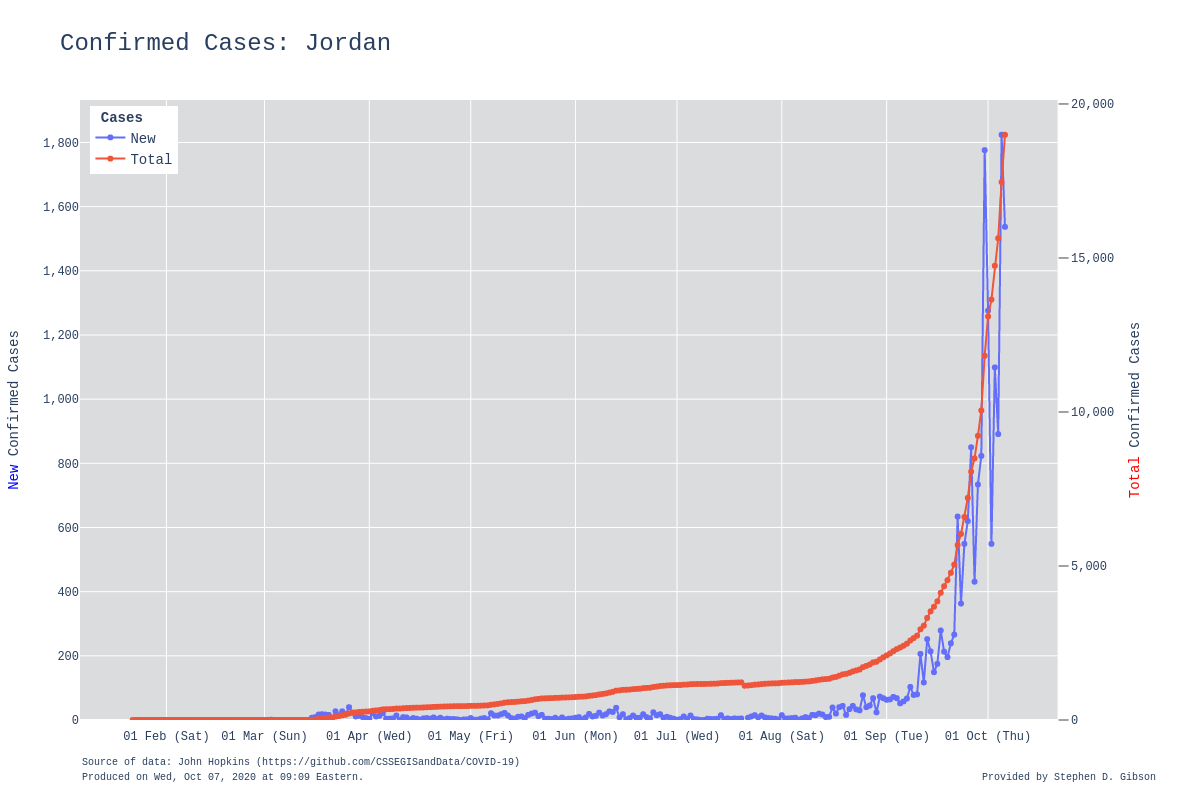 Confirmed Cases: Jordan
Cases
New
Total
1,800
1,600
1,400
1,200
1,000
800
600
400
200
0
New Confirmed Cases
20,000
15,000
10,000
5,000
0
Total Confirmed Cases
01 Feb (Sat)
01 Mar (Sun)
01 Apr (Wed)
01 May (Fri)
01 Jun (Mon)
01 Jul (Wed)
01 Aug (Sat)
01 Sep (Tue)
01 Oct (Thu)
Source of data: John Hopkins (https://github.com/CSSEGISandData/COVID-19)
Produced on Wed, Oct 07, 2020 at 09:09 Eastern.
Provided by Stephen D. Gibson